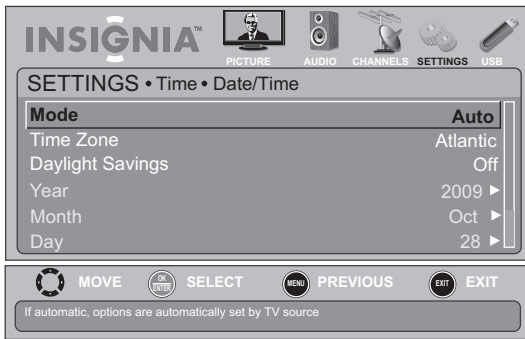 INSIGNIA™
PICTURE AUDIO CHANNELS SETTINGS USB
SETTINGS • Time • Date/Time
Mode Auto
Time Zone Atlantic
Daylight Savings Off
Year 2009 ►
Month Oct ►
Day 28 ►
MOVE OK ENTER SELECT MENU PREVIOUS EXIT EXIT
If automatic, options are automatically set by TV source